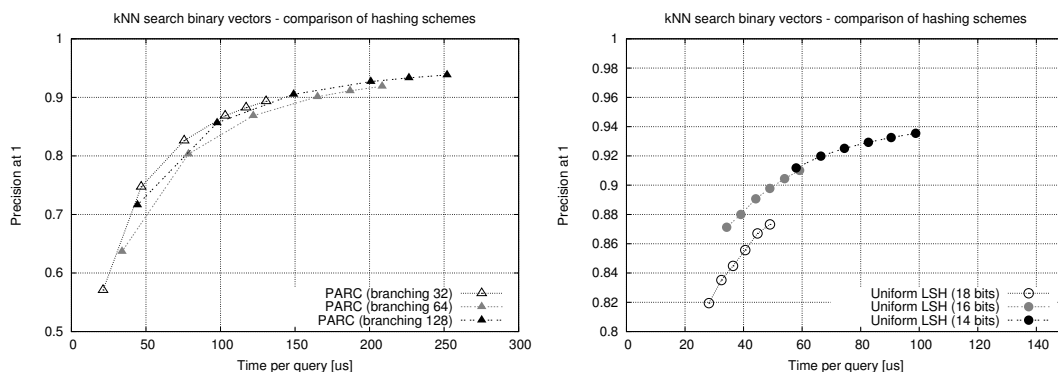 kNN search binary vectors - comparison of hashing schemes
1
0.9
0.8
0.7
0.6
0.5
Precision at 1
PARC (branching 32)
PARC (branching 64)
PARC (branching 128)
0
50
100
150
200
250
300
Time per query [us]
kNN search binary vectors - comparison of hashing schemes
1
0.98
0.96
0.94
0.92
0.9
0.88
0.86
0.84
0.82
0.8
Precision at 1
Uniform LSH (18 bits)
Uniform LSH (16 bits)
Uniform LSH (14 bits)
0
20
40
60
80
100
120
140
Time per query [us]